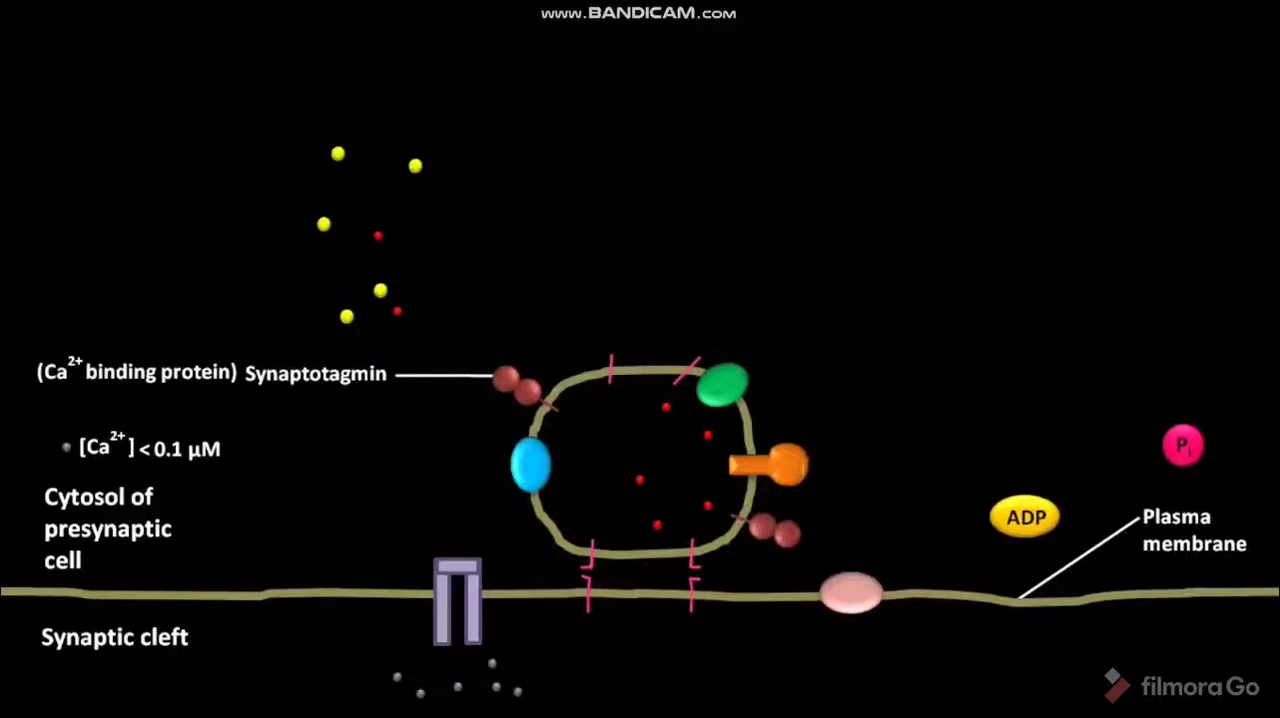 www.BANDICAM.com
(Ca2+ binding protein) Synaptotagmin
[Ca2+] < 0.1 μM
Cytosol of
presynaptic
cell
Pi
ADP
Plasma
membrane
Synaptic cleft
filmoraGo